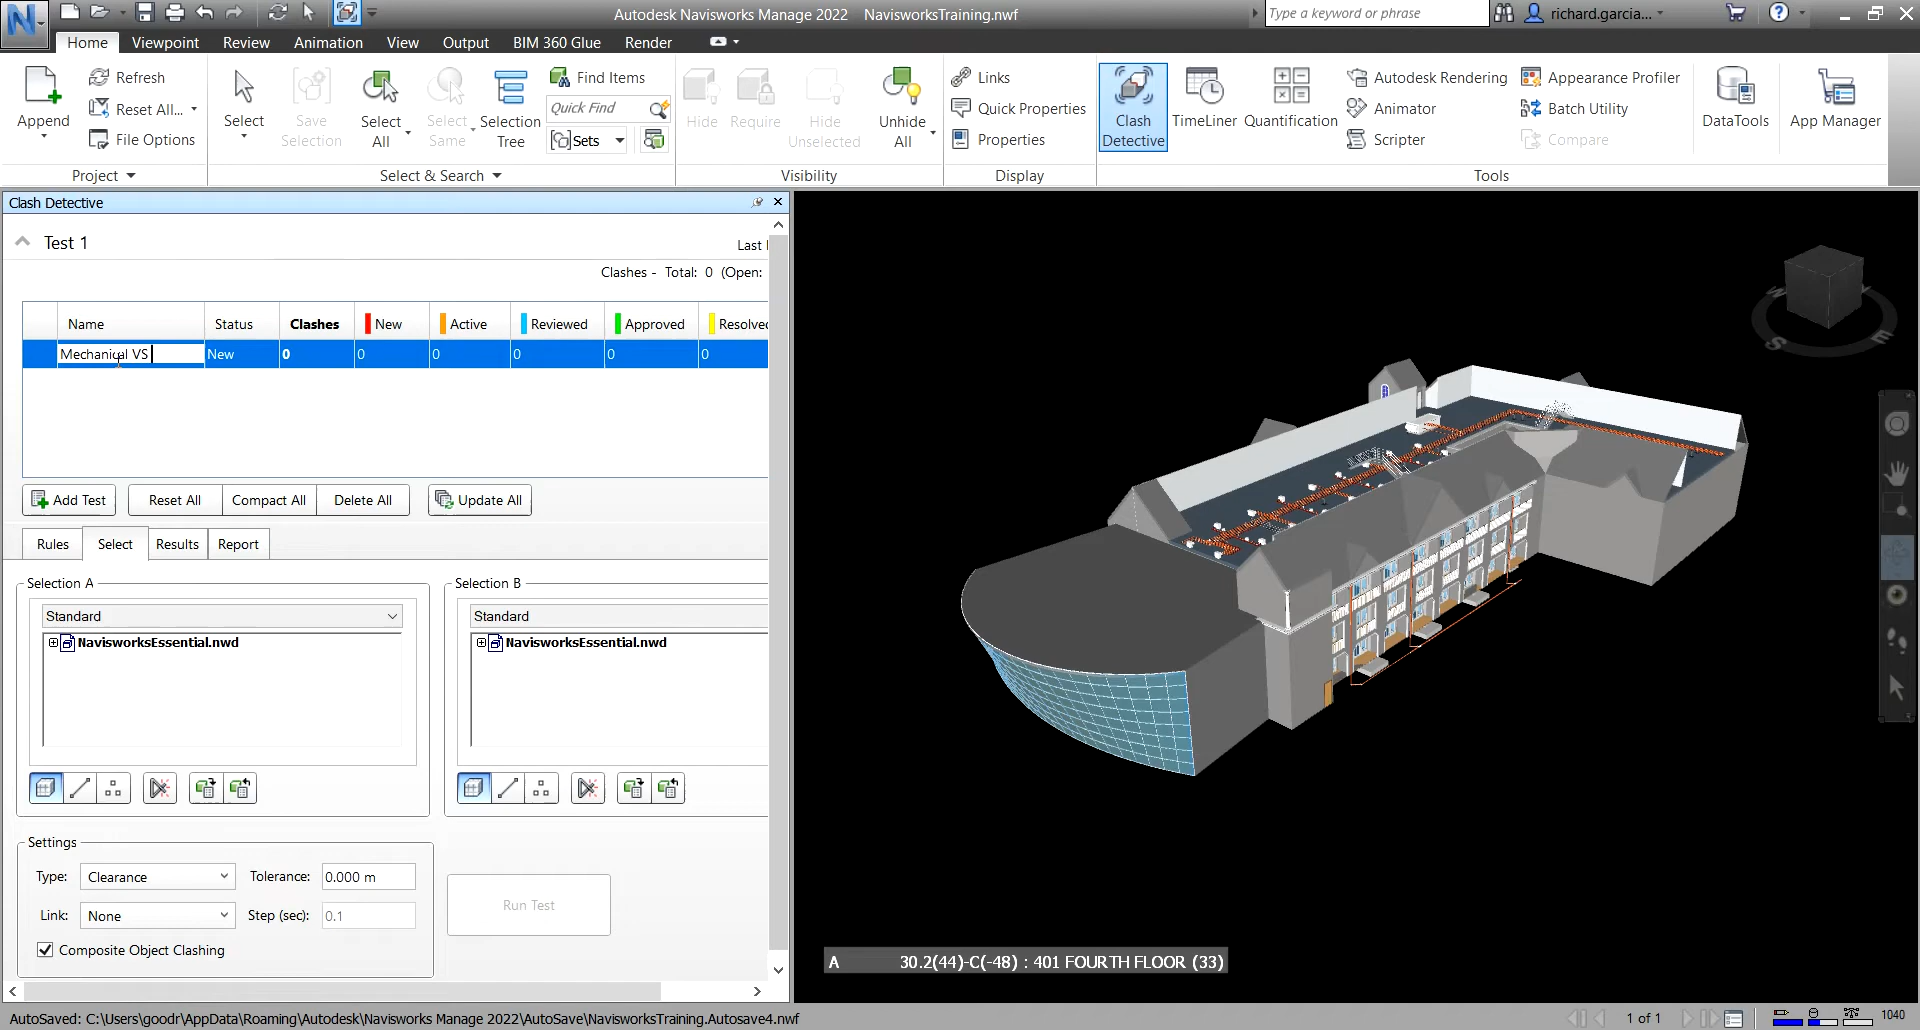 Autodesk Navisworks Manage 2022 NavisworksTraining.nwf
Type a keyword or phrase
richard.garcia...
Home Viewpoint Review Animation View Output BIM 360 Glue Render
Append
Refresh
Reset All...
File Options
Project
Select
Save Selection
Select All
Select Same
Selection Tree
Find Items
Quick Find
Sets
Select & Search
Hide
Require
Hide Unselected
Unhide All
Visibility
Links
Quick Properties
Properties
Display
Clash Detective
TimeLiner
Quantification
Autodesk Rendering
Animator
Scripter
Appearance Profiler
Batch Utility
Compare
DataTools
App Manager
Tools
Clash Detective
Test 1
Last
Clashes - Total: 0 (Open:
Name Status Clashes New Active Reviewed Approved Resolved
Mechanical VS New 0 0 0 0 0 0
Add Test Reset All Compact All Delete All Update All
Rules Select Results Report
Selection A
Standard
NavisworksEssential.nwd
Selection B
Standard
NavisworksEssential.nwd
Settings
Type: Clearance Tolerance: 0.000 m
Link: None Step (sec): 0.1
Composite Object Clashing
Run Test
W
S
E
A 30.2(44)-C(-48) : 401 FOURTH FLOOR (33)
AutoSaved: C:\Users\goodr\AppData\Roaming\Autodesk\Navisworks Manage 2022\AutoSave\NavisworksTraining.Autosave4.nwf
1 of 1
1040